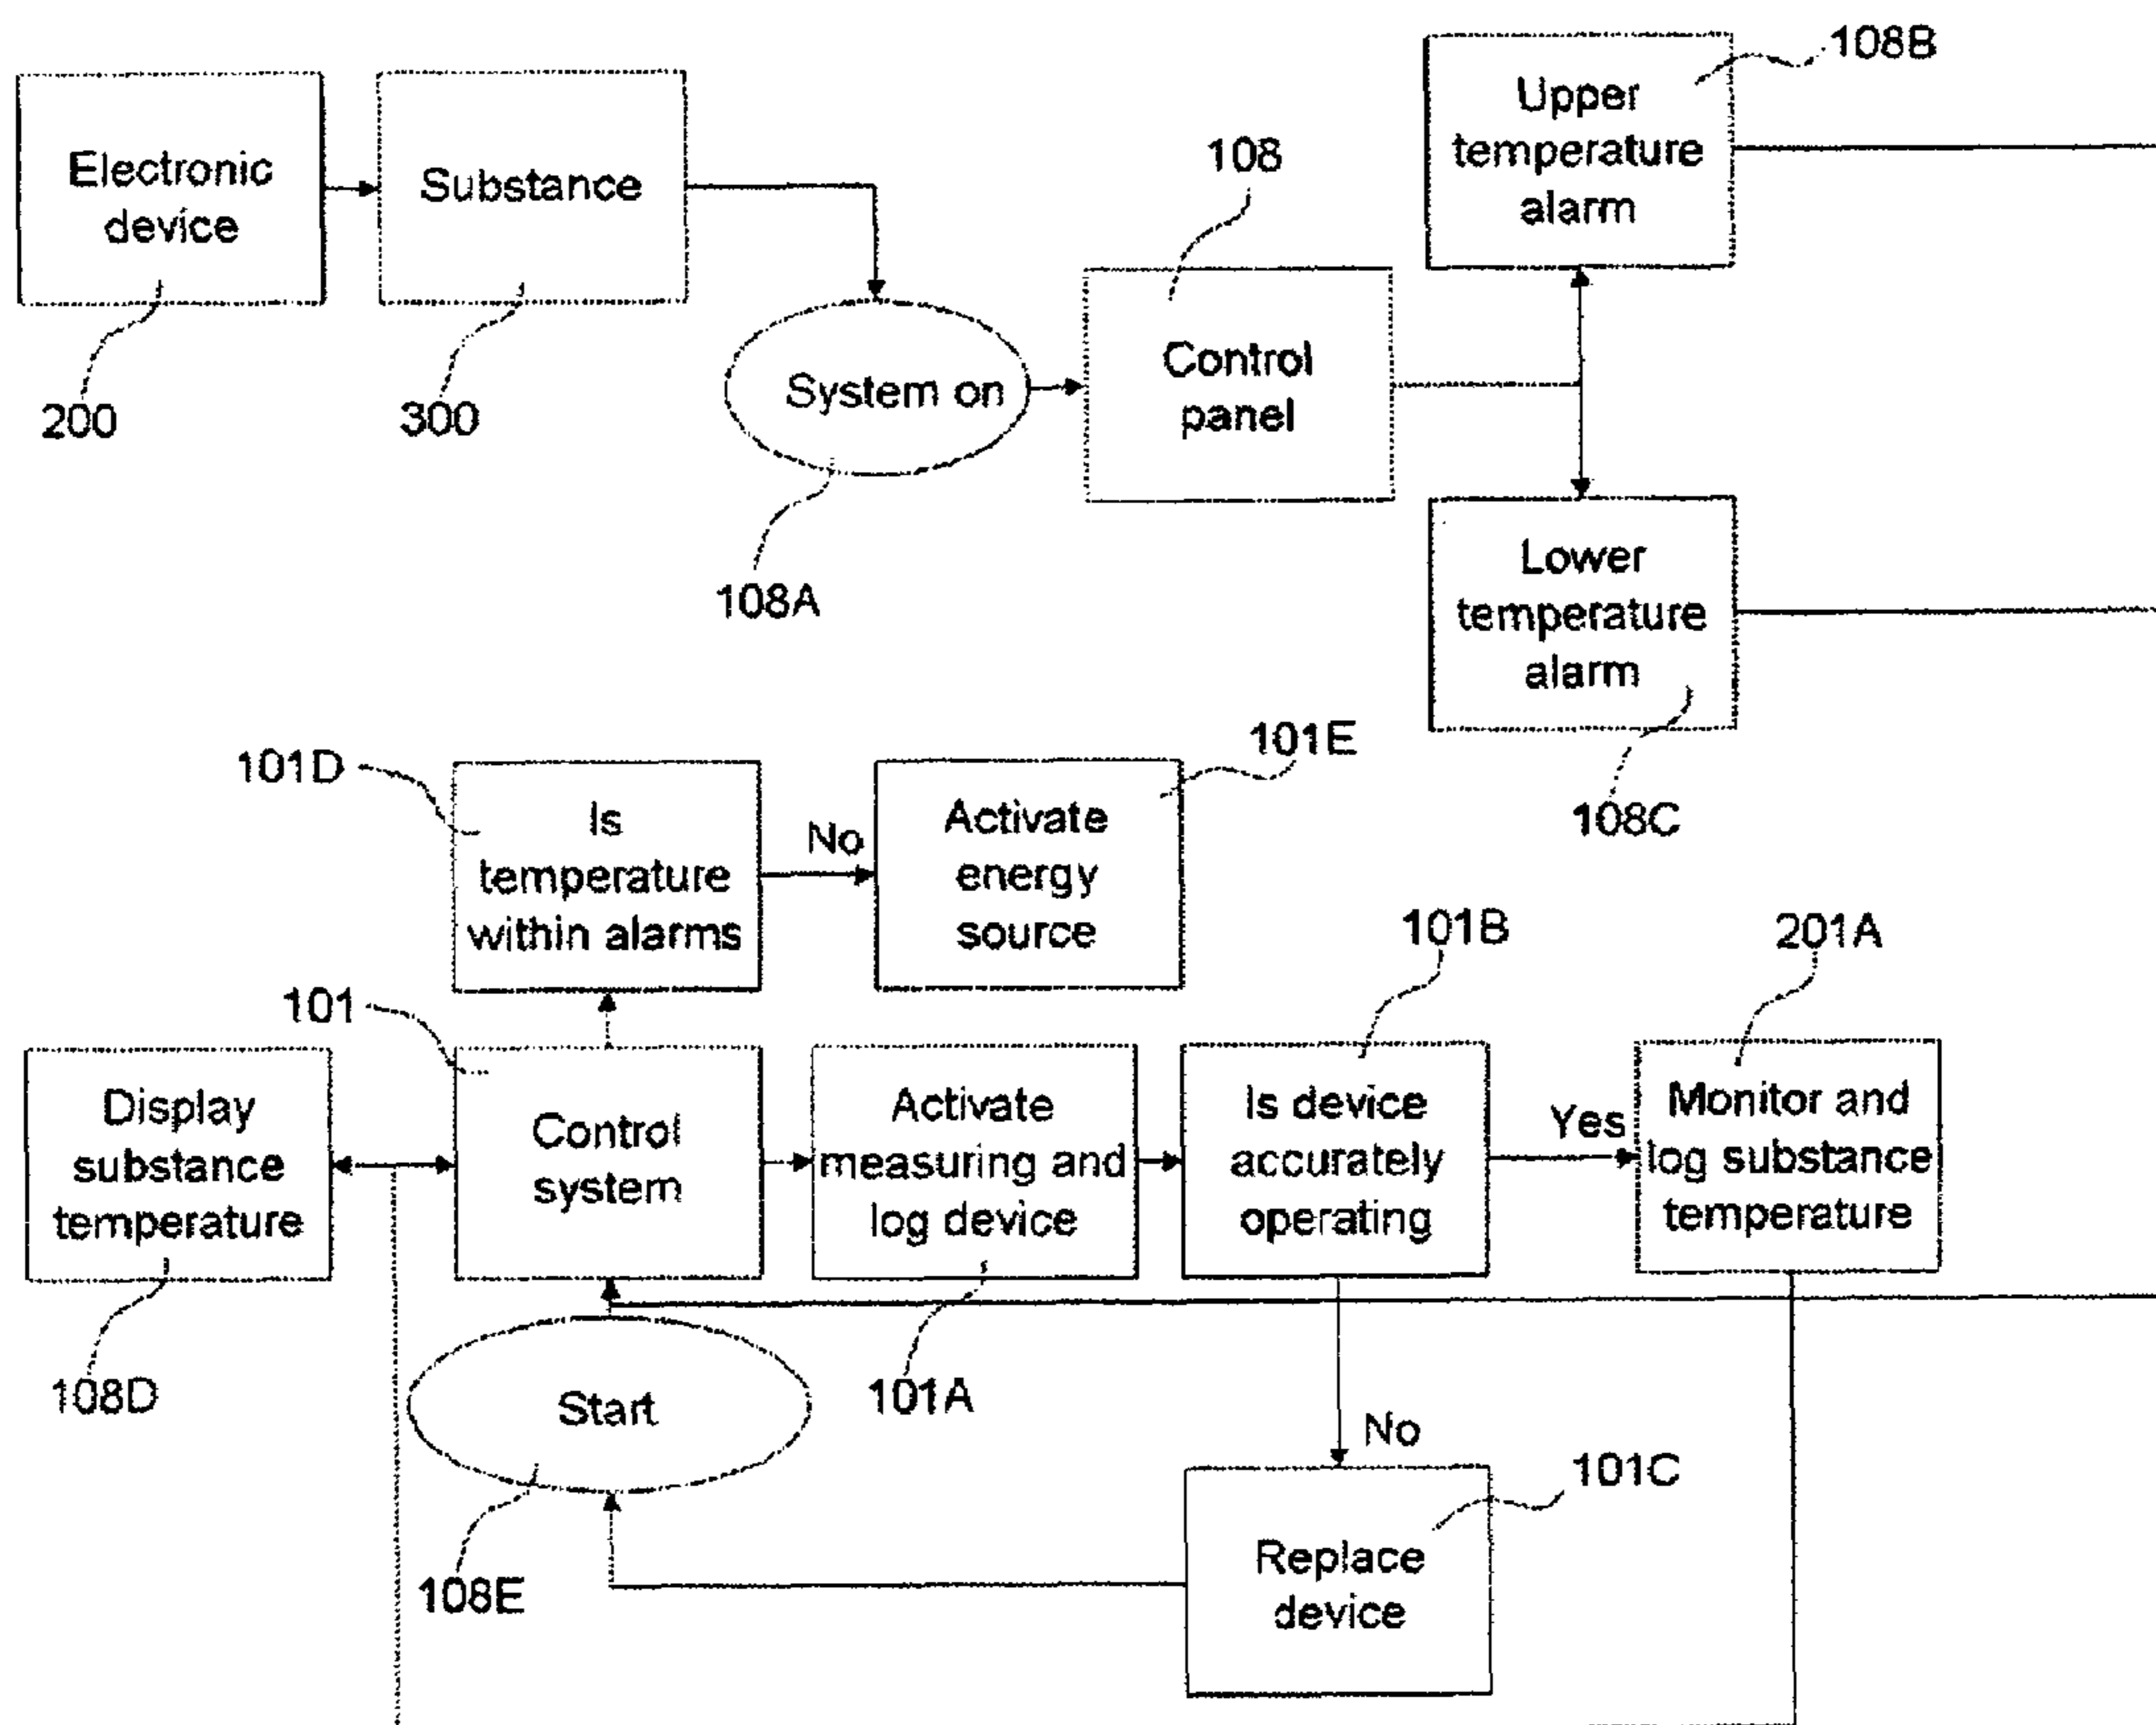 Electronic
device
200
Substance
300
System on
108A
108
Control
panel
108B
Upper
temperature
alarm
Lower
temperature
alarm
108C
101D
Is
temperature
within alarms
No
101E
Activate
energy
source
101
Display
substance
temperature
108D
Control
system
Activate
measuring and
log device
101A
101B
Is device
accurately
operating
Yes
201A
Monitor and
log substance
temperature
Start
108E
No
101C
Replace
device